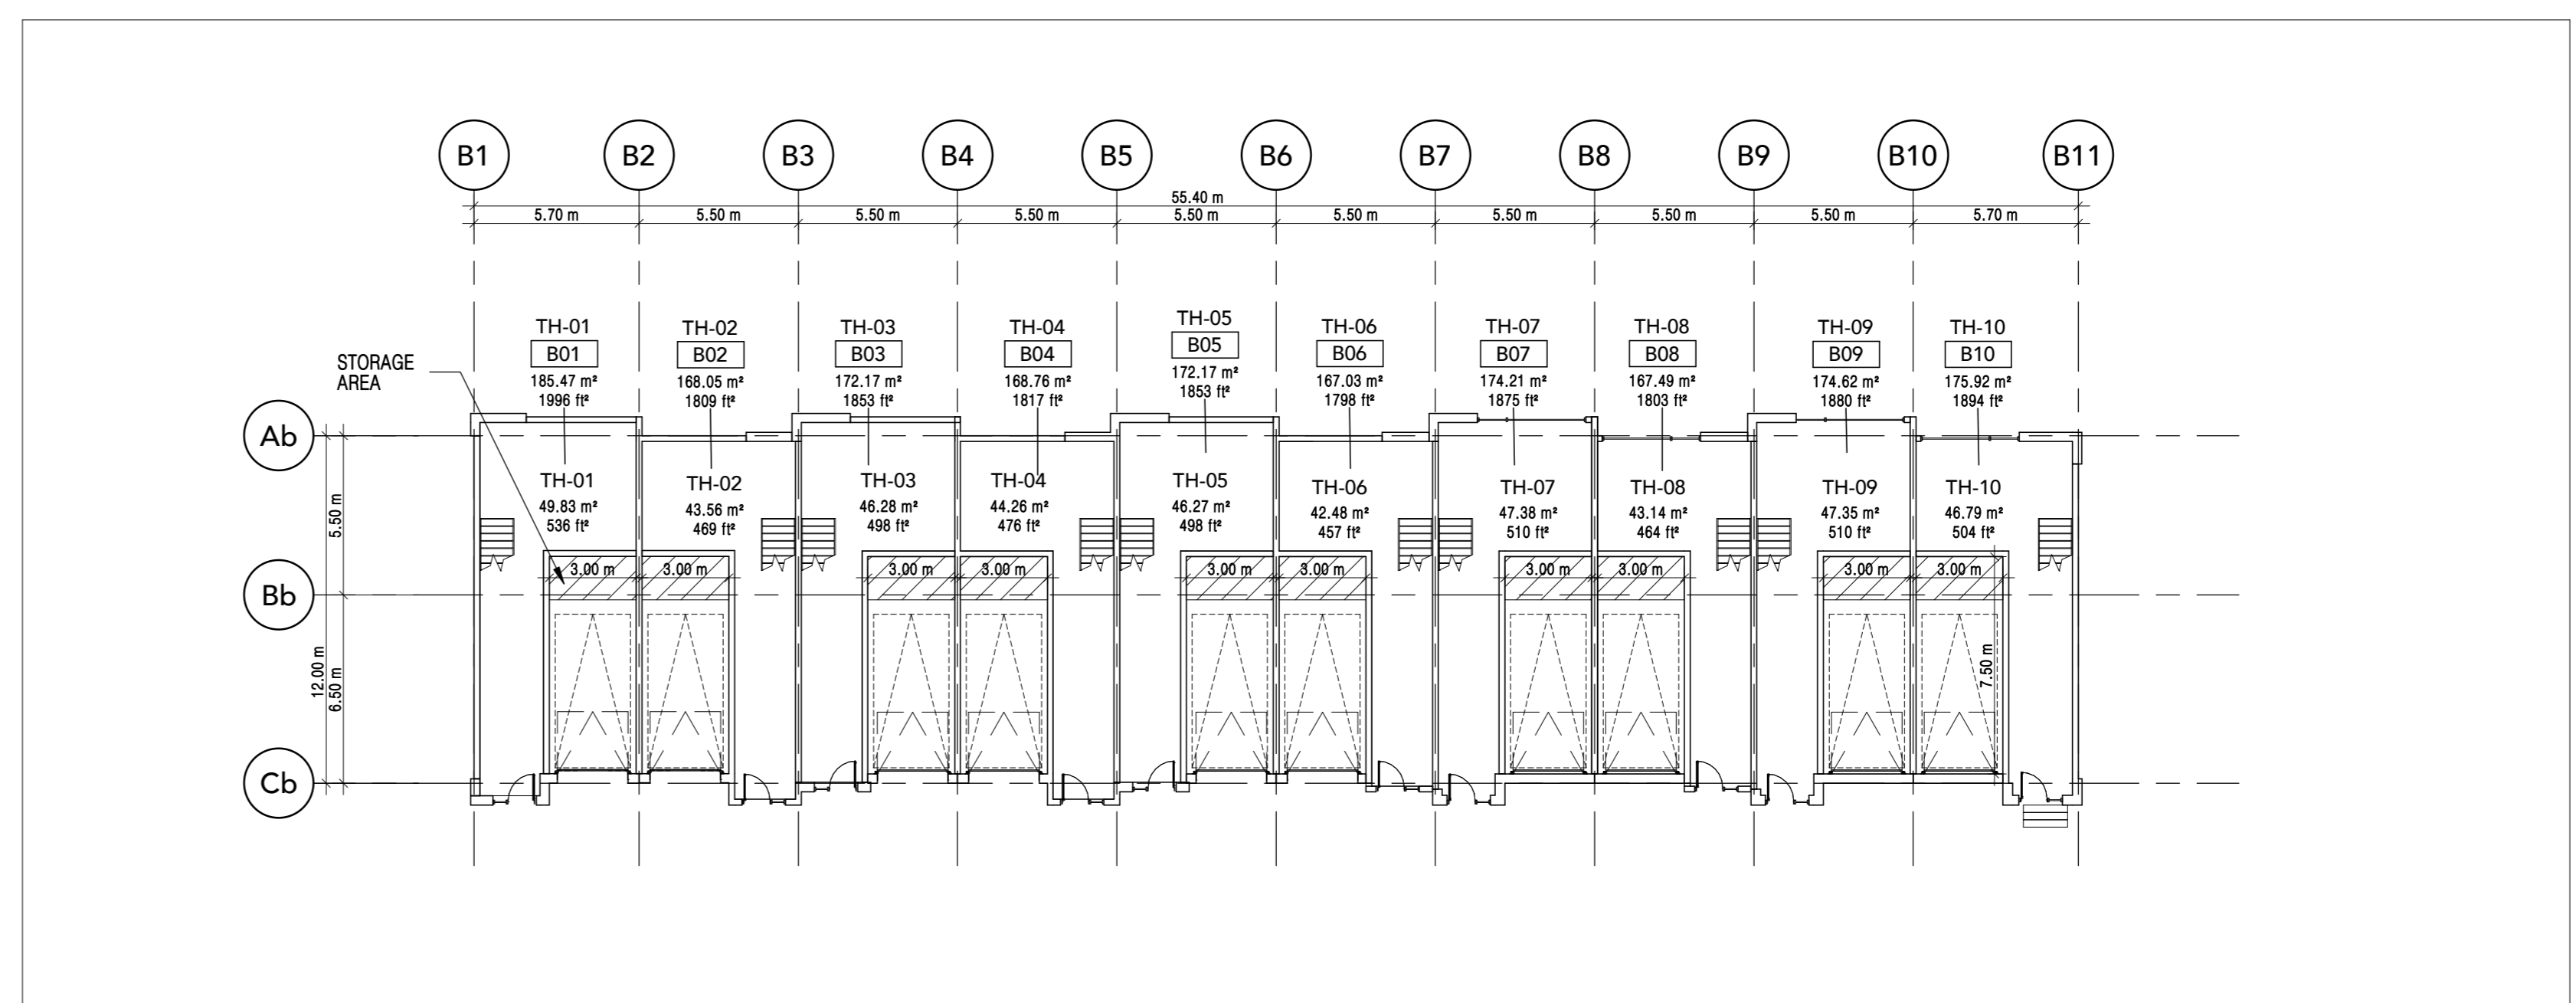 B1 B2 B3 B4 B5 B6 B7 B8 B9 B10 B11
55.40 m
5.70 m 5.50 m 5.50 m 5.50 m 5.50 m 5.50 m 5.50 m 5.50 m 5.50 m 5.70 m
TH-01 TH-02 TH-03 TH-04 TH-05 TH-06 TH-07 TH-08 TH-09 TH-10
B01 B02 B03 B04 B05 B06 B07 B08 B09 B10
185.47 m² 168.05 m² 172.17 m² 168.76 m² 172.17 m² 167.03 m² 174.21 m² 167.49 m² 174.62 m² 175.92 m²
1996 ft² 1809 ft² 1853 ft² 1817 ft² 1853 ft² 1798 ft² 1875 ft² 1803 ft² 1880 ft² 1894 ft²
STORAGE
AREA
Ab
TH-01 TH-02 TH-03 TH-04 TH-05 TH-06 TH-07 TH-08 TH-09 TH-10
49.83 m² 43.56 m² 46.28 m² 44.26 m² 46.27 m² 42.48 m² 47.38 m² 43.14 m² 47.35 m² 46.79 m²
536 ft² 469 ft² 498 ft² 476 ft² 498 ft² 457 ft² 510 ft² 464 ft² 510 ft² 504 ft²
5.50 m
3.00 m 3.00 m 3.00 m 3.00 m 3.00 m 3.00 m 3.00 m 3.00 m 3.00 m 3.00 m
Bb
12.00 m
6.50 m
7.50 m
Cb